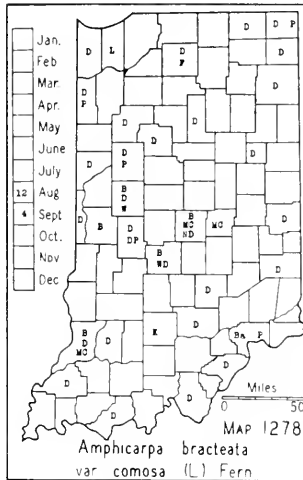 Jan.
Feb
Mar.
Apr.
May
June
July
12 Aug
4 Sept
Oct.
Nov
Dec
D L D F D D P
D P D D
D D P D D
D B D W
D B D DP B MC ND MC
B WD D
B D MC D K D Ba P
D D D D
Miles
0 50
MAP 1278
Amphicarpa bracteata
var comosa (L) Fern